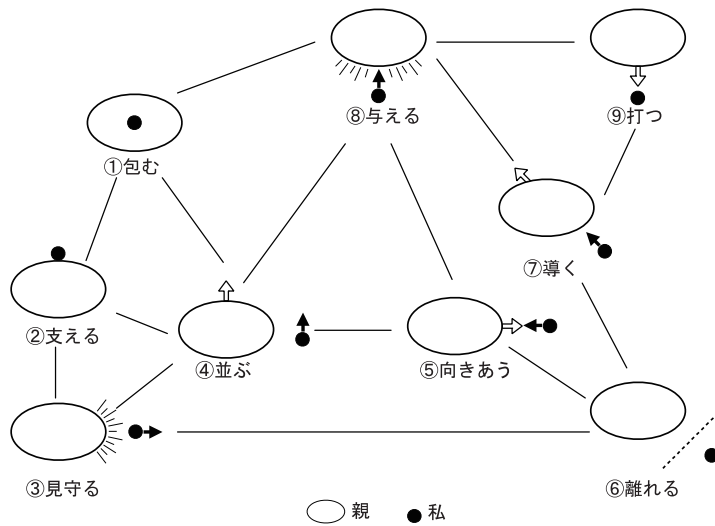 ⑧与える
⑨打つ
①包む
⑦導く
②支える
④並ぶ
⑤向きあう
③見守る
⑥離れる
親
私